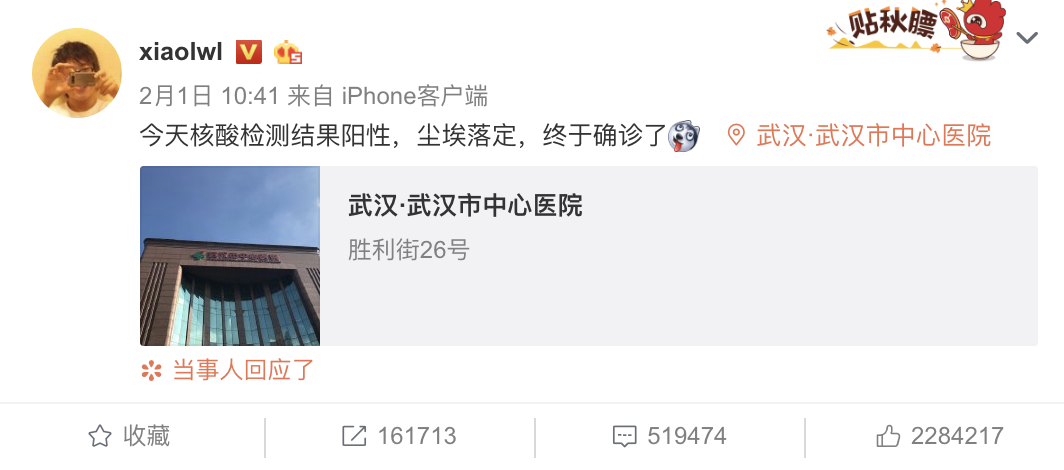 贴秋膘
xiaolwl
2月1日 10:41 来自 iPhone客户端
今天核酸检测结果阳性，尘埃落定，终于确诊了 武汉·武汉市中心医院
武汉·武汉市中心医院
胜利街26号
当事人回应了
收藏 161713 519474 2284217